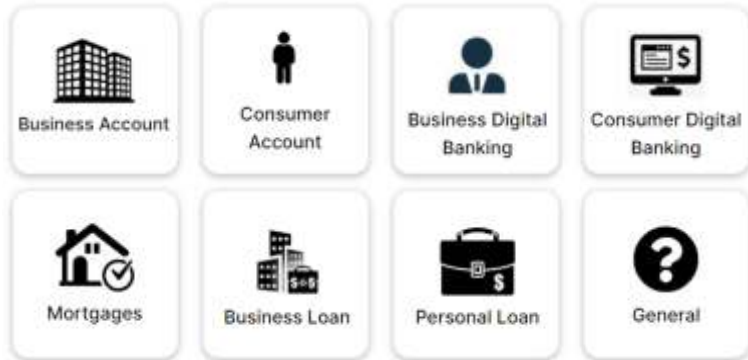 $
Business Account
Consumer
Account
Business Digital
Banking
Consumer Digital
Banking
$ $
$
?
Mortgages
Business Loan
Personal Loan
General